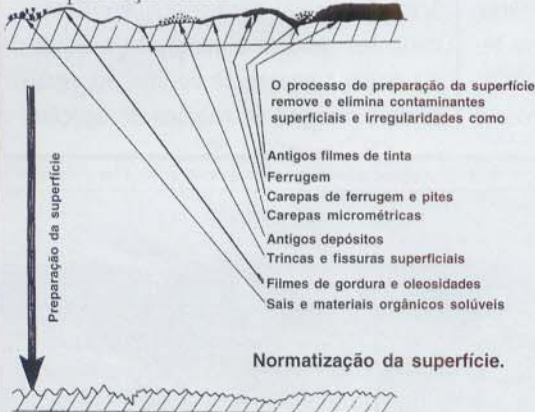 O processo de preparação da superfície
remove e elimina contaminantes
superficiais e irregularidades como
Antigos filmes de tinta
Ferrugem
Carepas de ferrugem e pites
Carepas micrométricas
Antigos depósitos
Trincas e fissuras superficiais
Filmes de gordura e oleosidades
Sais e materiais orgânicos solúveis
Preparação da superfície
Normatização da superfície.